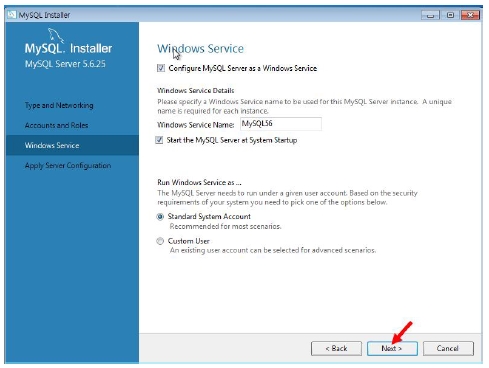 MySQL Installer
MySQL. Installer
MySQL Server 5.6.25
Type and Networking
Accounts and Roles
Windows Service
Apply Server Configuration
Windows Service
Configure MySQL Server as a Windows Service
Windows Service Details
Please specify a Windows Service name to be used for this MySQL Server instance. A unique
name is required for each instance.
Windows Service Name: MySQL56
Start the MySQL Server at System Startup
Run Windows Service as ...
The MySQL Server needs to run under a given user account. Based on the security
requirements of your system you need to pick one of the options below.
Standard System Account
Recommended for most scenarios.
Custom User
An existing user account can be selected for advanced scenarios.
< Back
Next >
Cancel